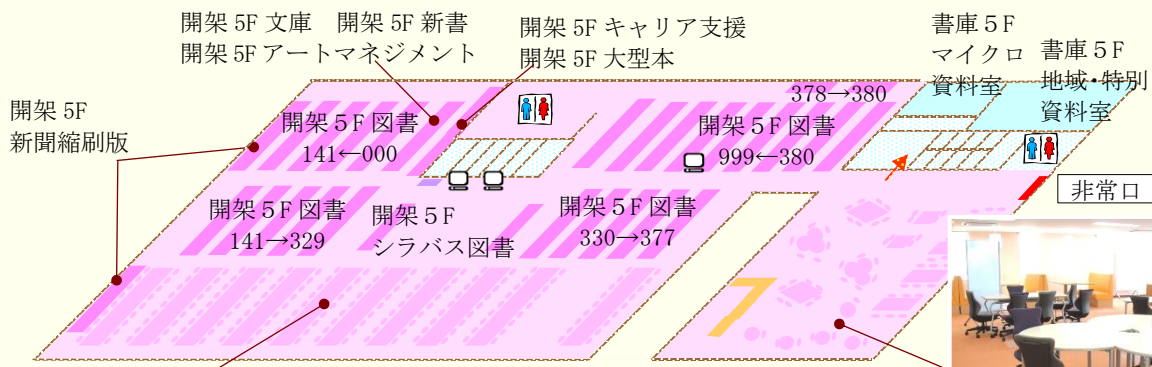 開架 5F 文庫　開架 5F 新書
開架 5F アートマネジメント
開架 5F キャリア支援
開架 5F 大型本
書庫５F
マイクロ
資料室
書庫５F
地域・特別
資料室
開架 5F
新聞縮刷版
開架５F 図書
141←000
378→380
開架５F 図書
999←380
非常口
開架 5F 図書
141→329
開架５F
シラバス図書
開架５F 図書
330→377